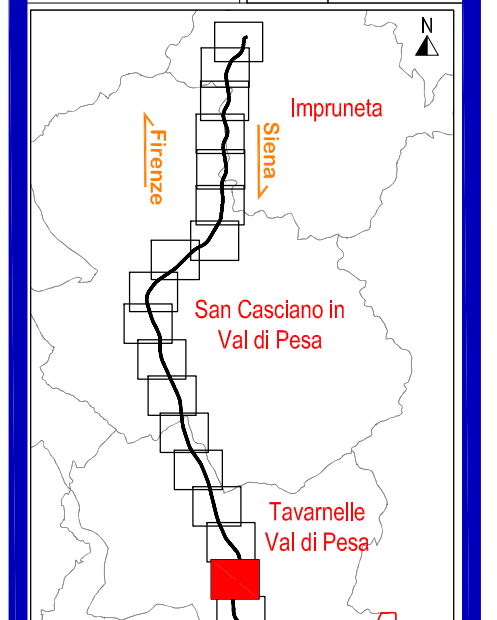 N
Impruneta
Firenze
Siena
San Casciano in
Val di Pesa
Tavarnelle
Val di Pesa